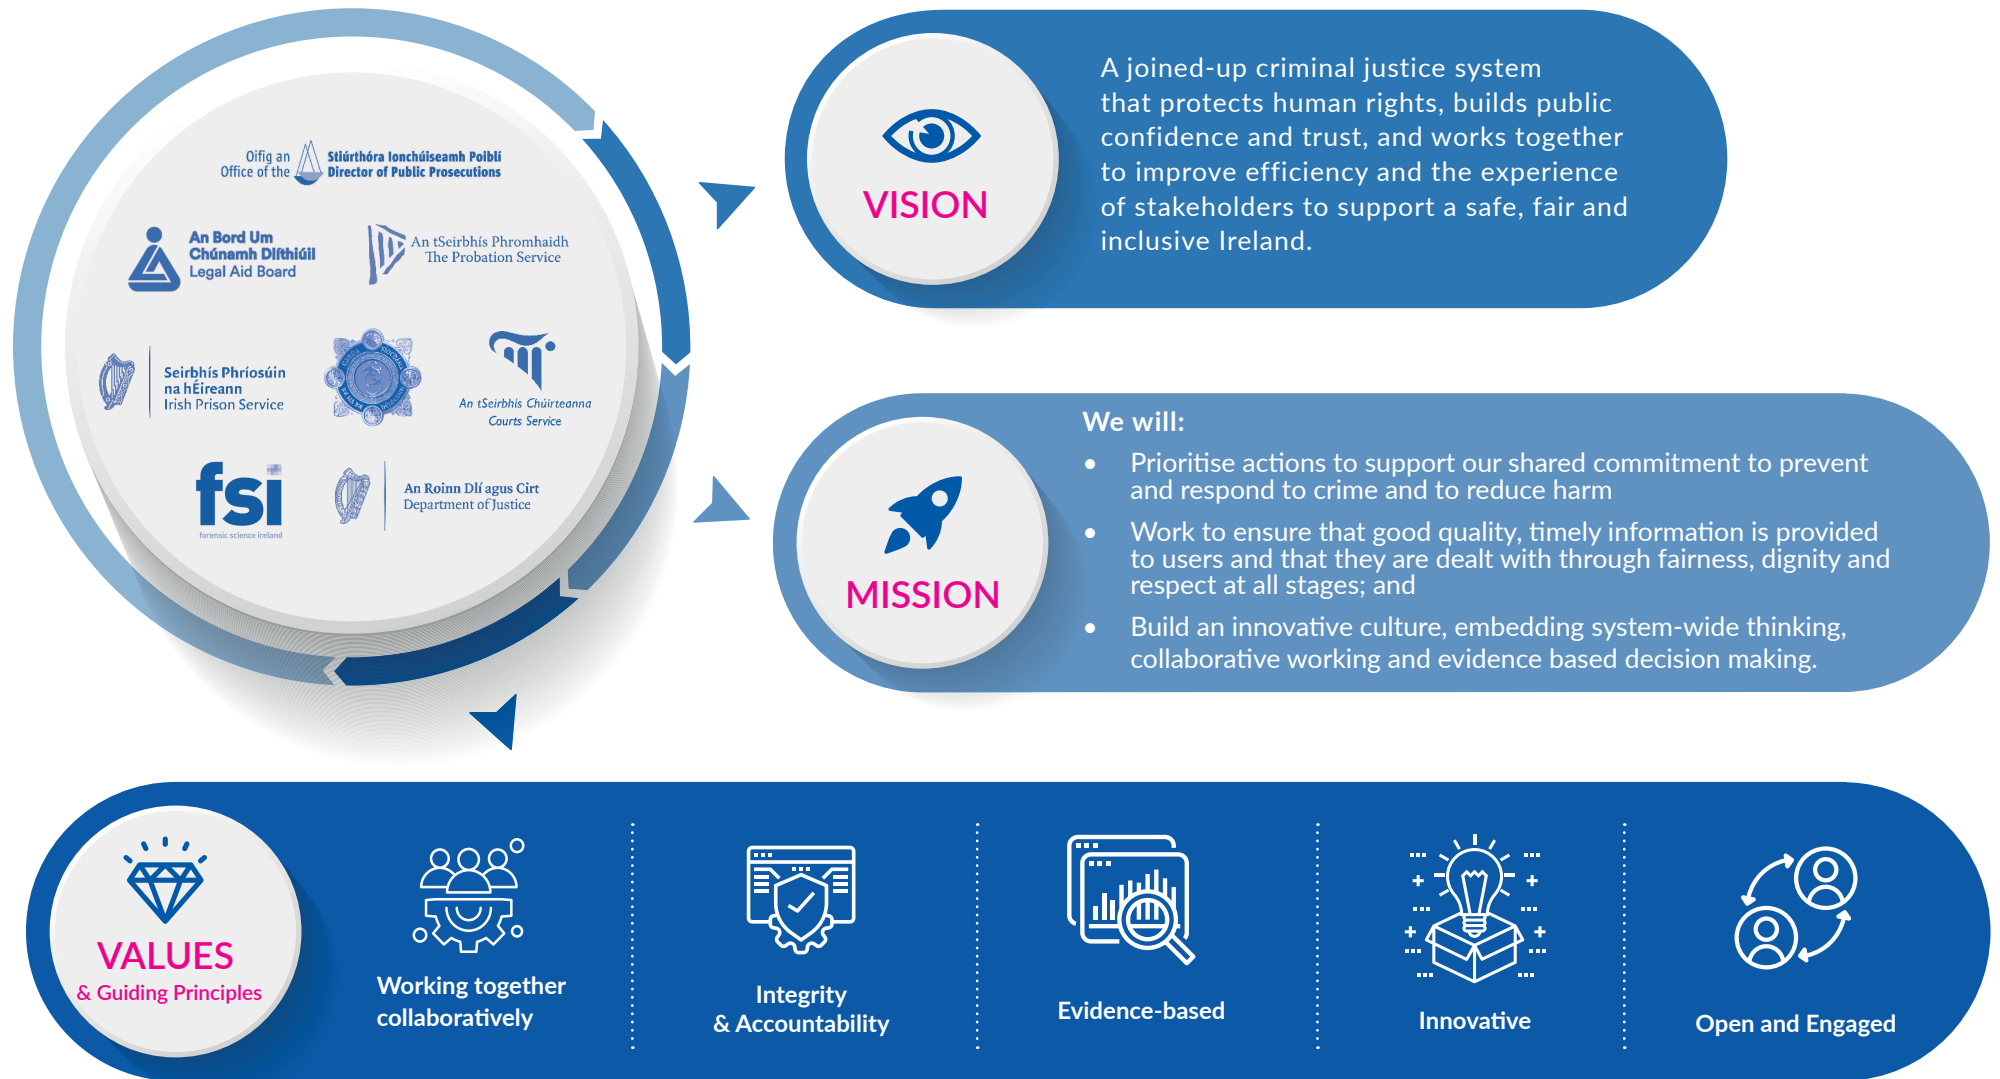 Oifig an
Office of the
Stiúrthóra Ionchúiseamh Poiblí
Director of Public Prosecutions
An Bord Um
Chúnamh Dlíthiúil
Legal Aid Board
An tSeirbhís Phromhaidh
The Probation Service
Seirbhís Phríosúin
na hÉireann
Irish Prison Service
An tSeirbhís Chúirteanna
Courts Service
fsi
forensic science ireland
An Roinn Dlí agus Cirt
Department of Justice
VISION
A joined-up criminal justice system
that protects human rights, builds public
confidence and trust, and works together
to improve efficiency and the experience
of stakeholders to support a safe, fair and
inclusive Ireland.
MISSION
We will:
• Prioritise actions to support our shared commitment to prevent
and respond to crime and to reduce harm
• Work to ensure that good quality, timely information is provided
to users and that they are dealt with through fairness, dignity and
respect at all stages; and
• Build an innovative culture, embedding system-wide thinking,
collaborative working and evidence based decision making.
VALUES
& Guiding Principles
Working together
collaboratively
Integrity
& Accountability
Evidence-based
Innovative
Open and Engaged